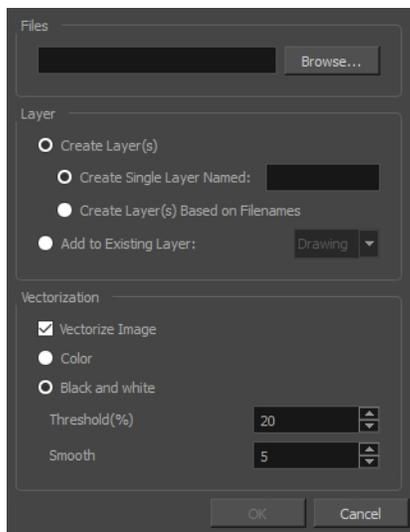 Files
Browse...
Layer
Create Layer(s)
Create Single Layer Named:
Create Layer(s) Based on Filenames
Add to Existing Layer: Drawing
Vectorization
Vectorize Image
Color
Black and white
Threshold(%) 20
Smooth 5
OK Cancel